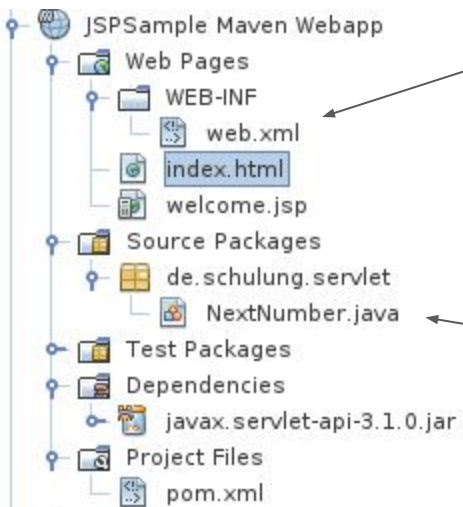 JSPSample Maven Webapp
Web Pages
WEB-INF
web.xml
index.html
welcome.jsp
Source Packages
de.schulung.servlet
NextNumber.java
Test Packages
Dependencies
javax.servlet-api-3.1.0.jar
Project Files
pom.xml